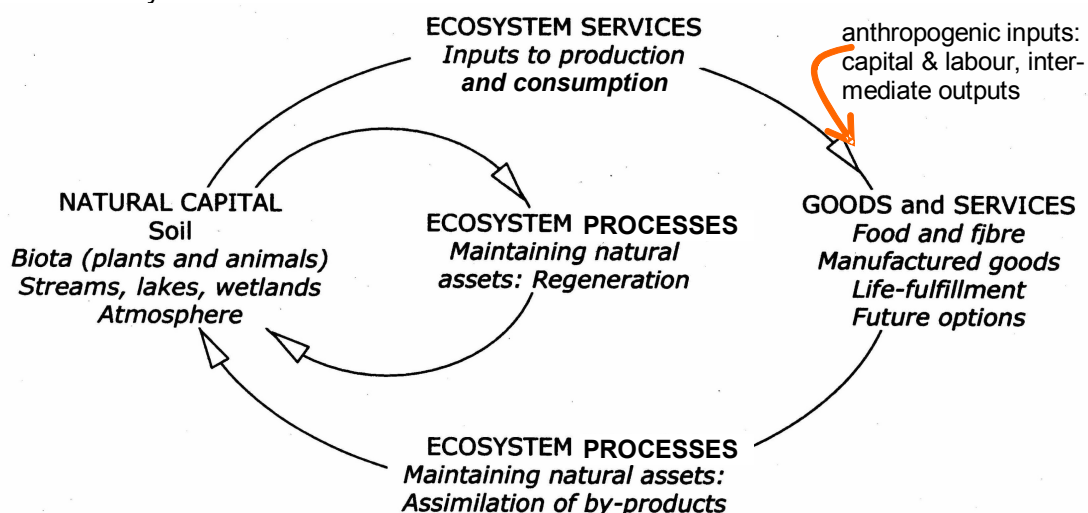 ECOSYSTEM SERVICES
Inputs to production
and consumption
anthropogenic inputs:
capital & labour, inter-
mediate outputs
NATURAL CAPITAL
Soil
Biota (plants and animals)
Streams, lakes, wetlands
Atmosphere
ECOSYSTEM PROCESSES
Maintaining natural
assets: Regeneration
GOODS and SERVICES
Food and fibre
Manufactured goods
Life-fulfillment
Future options
ECOSYSTEM PROCESSES
Maintaining natural assets:
Assimilation of by-products